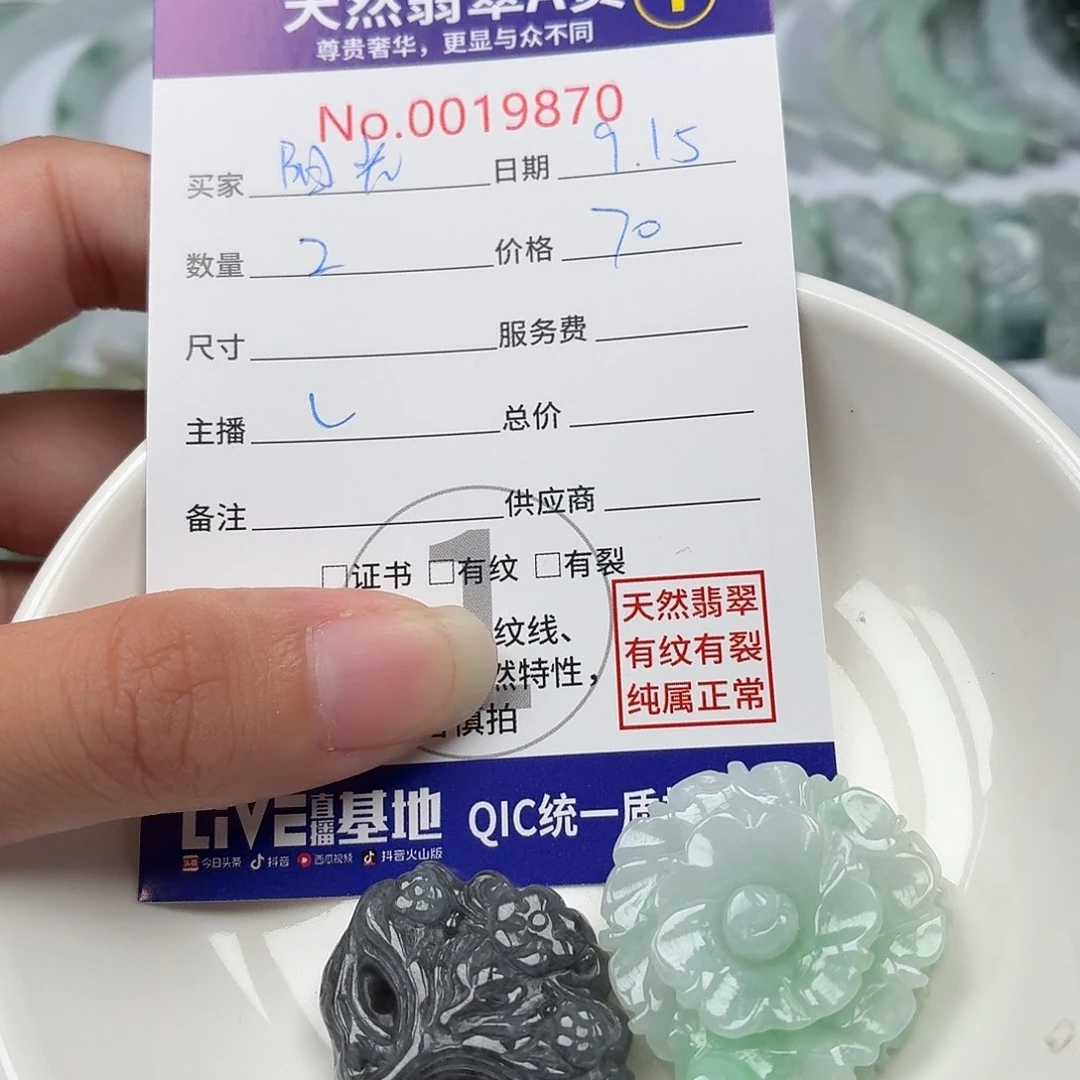 天然翡翠A货
尊贵奢华，更显与众不同
No.0019870
买家 阳光 日期 9.15
数量 2 价格 70
尺寸 服务费
主播 L 总价
备注 供应商
□证书 □有纹 □有裂
纹线、
然特性，
慎拍
天然翡翠
有纹有裂
纯属正常
LIVE直播基地 QIC统一质
头条 今日头条 抖音 西瓜视频 抖音火山版
1